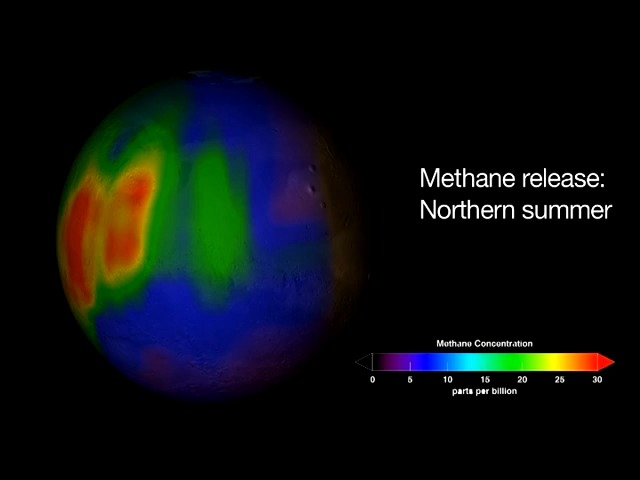 Methane release:
Northern summer
Methane Concentration
0 5 10 15 20 25 30
parts per billion